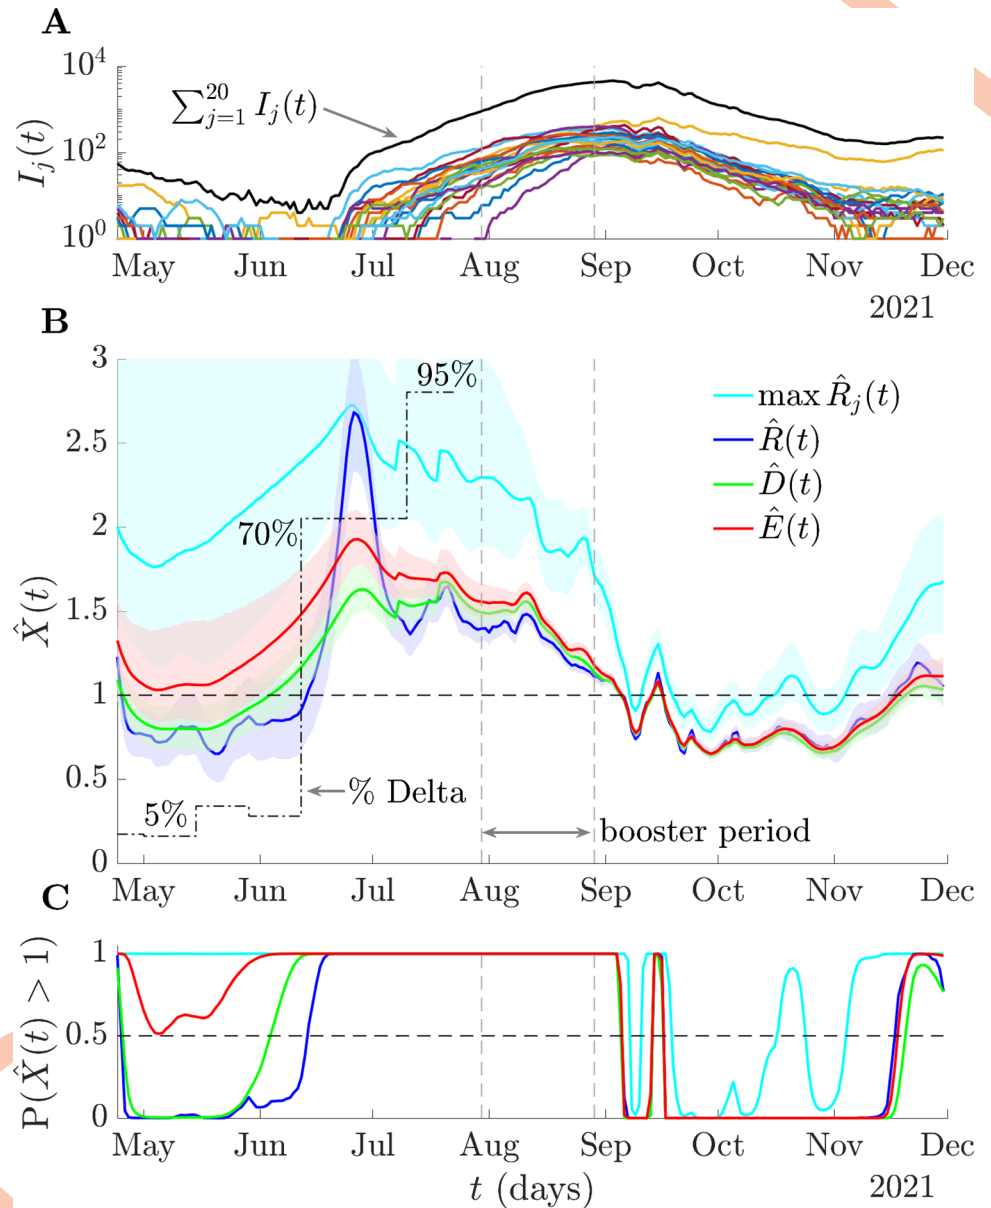 A
10^4
∑_{j=1}^{20} I_j(t)
I_j(t)
10^2
10^0
May Jun Jul Aug Sep Oct Nov Dec
2021
B
3
95%
max R̂_j(t)
2.5
R̂(t)
D̂(t)
2
70%
Ê(t)
X̂(t)
1.5
1
0.5
% Delta
5%
booster period
0
May Jun Jul Aug Sep Oct Nov Dec
C
1
P(X̂(t) > 1)
0.5
0
May Jun Jul Aug Sep Oct Nov Dec
t (days)
2021